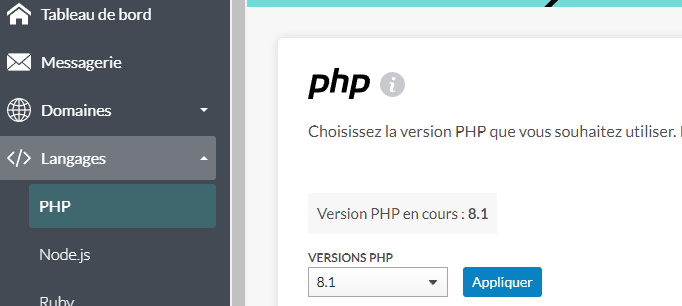 Tableau de bord
Messagerie
Domaines
Langages
PHP
Node.js
Ruby
php
Choisissez la version PHP que vous souhaitez utiliser.
Version PHP en cours : 8.1
VERSIONS PHP
8.1
Appliquer